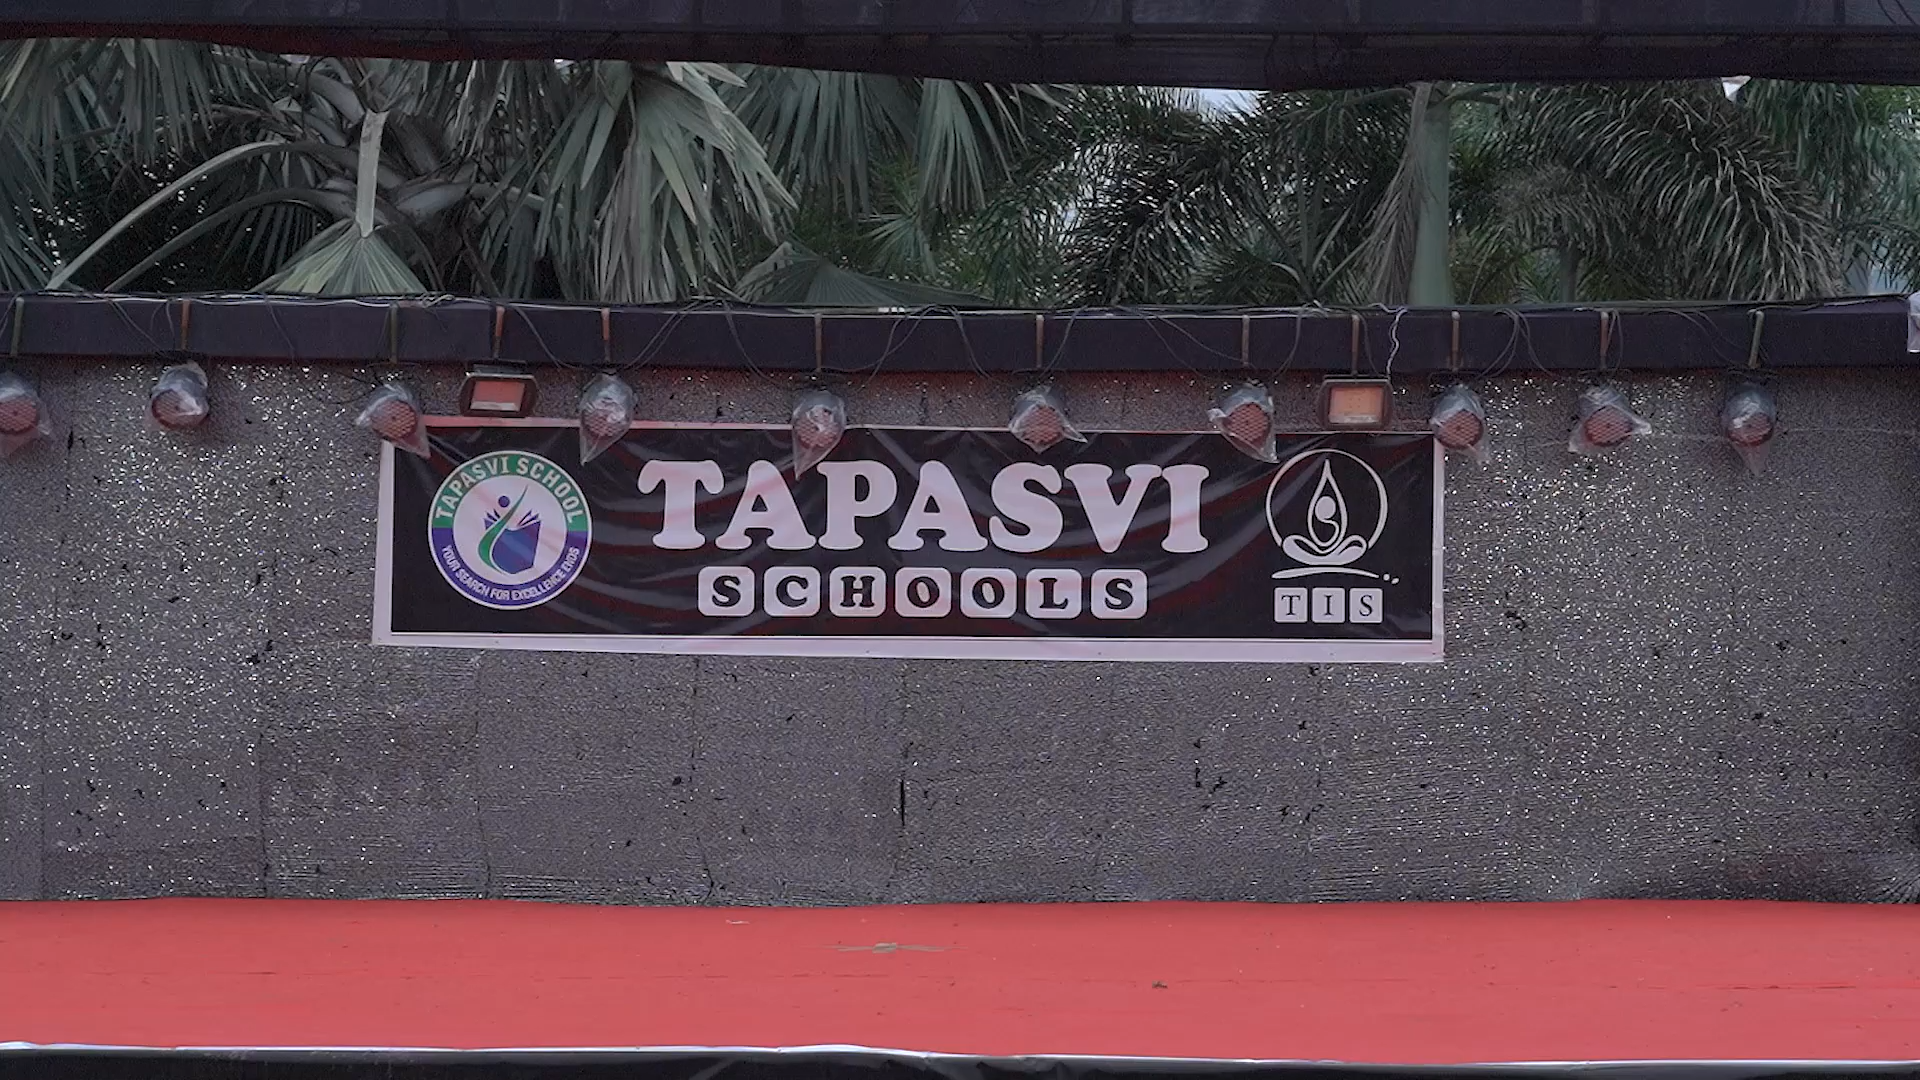 TAPASVI SCHOOL
YOUR SEARCH FOR EXCELLENCE ENDS
TAPASVI
SCHOOLS
TIS